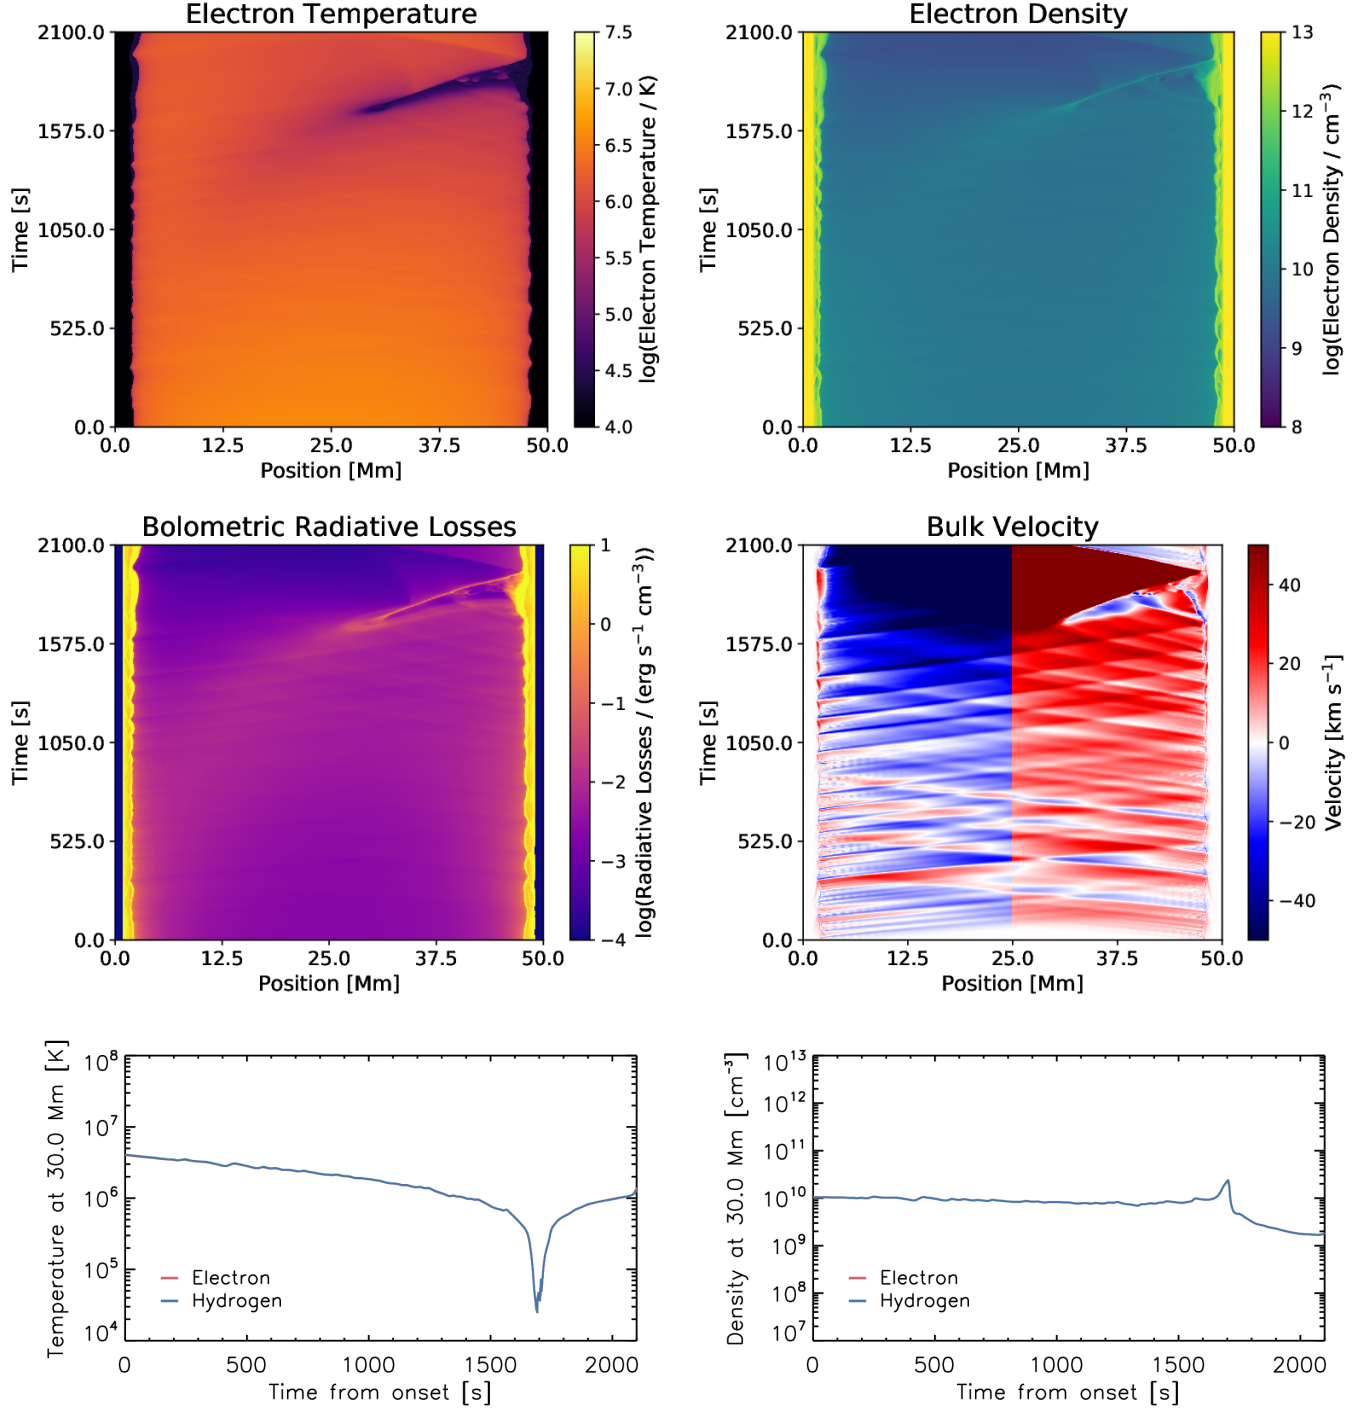 Electron Temperature
2100.0
1575.0
1050.0
525.0
0.0
Time [s]
0.0 12.5 25.0 37.5 50.0
Position [Mm]
7.5
7.0
6.5
6.0
5.5
5.0
4.5
4.0
log(Electron Temperature / K)
Electron Density
2100.0
1575.0
1050.0
525.0
0.0
Time [s]
0.0 12.5 25.0 37.5 50.0
Position [Mm]
13
12
11
10
9
8
log(Electron Density / cm⁻³)
Bolometric Radiative Losses
2100.0
1575.0
1050.0
525.0
0.0
Time [s]
0.0 12.5 25.0 37.5 50.0
Position [Mm]
1
0
−1
−2
−3
−4
log(Radiative Losses / (erg s⁻¹ cm⁻³))
Bulk Velocity
2100.0
1575.0
1050.0
525.0
0.0
Time [s]
0.0 12.5 25.0 37.5 50.0
Position [Mm]
40
20
0
−20
−40
Velocity [km s⁻¹]
Temperature at 30.0 Mm [K]
10⁸
10⁷
10⁶
10⁵
10⁴
Electron
Hydrogen
0 500 1000 1500 2000
Time from onset [s]
Density at 30.0 Mm [cm⁻³]
10¹³
10¹²
10¹¹
10¹⁰
10⁹
10⁸
10⁷
Electron
Hydrogen
0 500 1000 1500 2000
Time from onset [s]